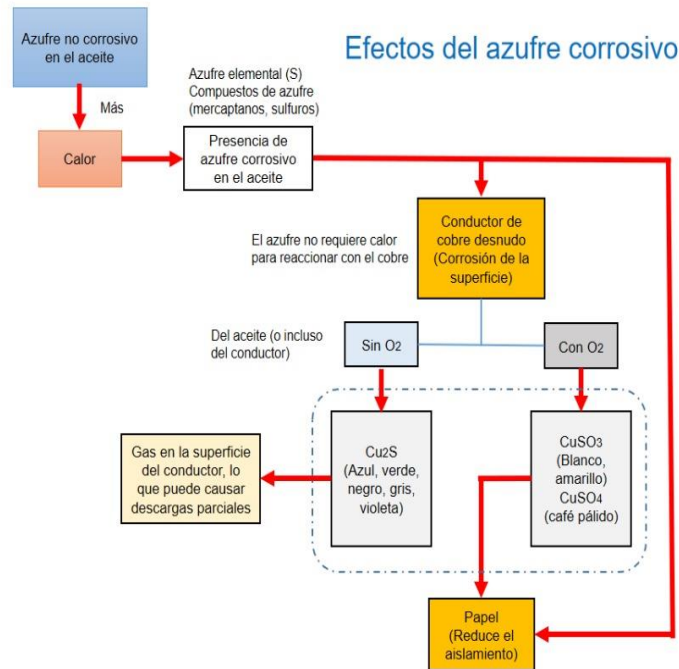 Azufre no corrosivo
en el aceite
Efectos del azufre corrosivo
Más
Azufre elemental (S)
Compuestos de azufre
(mercaptanos, sulfuros)
Calor
Presencia de
azufre corrosivo
en el aceite
El azufre no requiere calor
para reaccionar con el cobre
Conductor de
cobre desnudo
(Corrosión de la
superficie)
Del aceite (o incluso
del conductor)
Sin O2
Con O2
Gas en la superficie
del conductor, lo
que puede causar
descargas parciales
Cu2S
(Azul, verde,
negro, gris,
violeta)
CuSO3
(Blanco,
amarillo)
CuSO4
(café pálido)
Papel
(Reduce el
aislamiento)